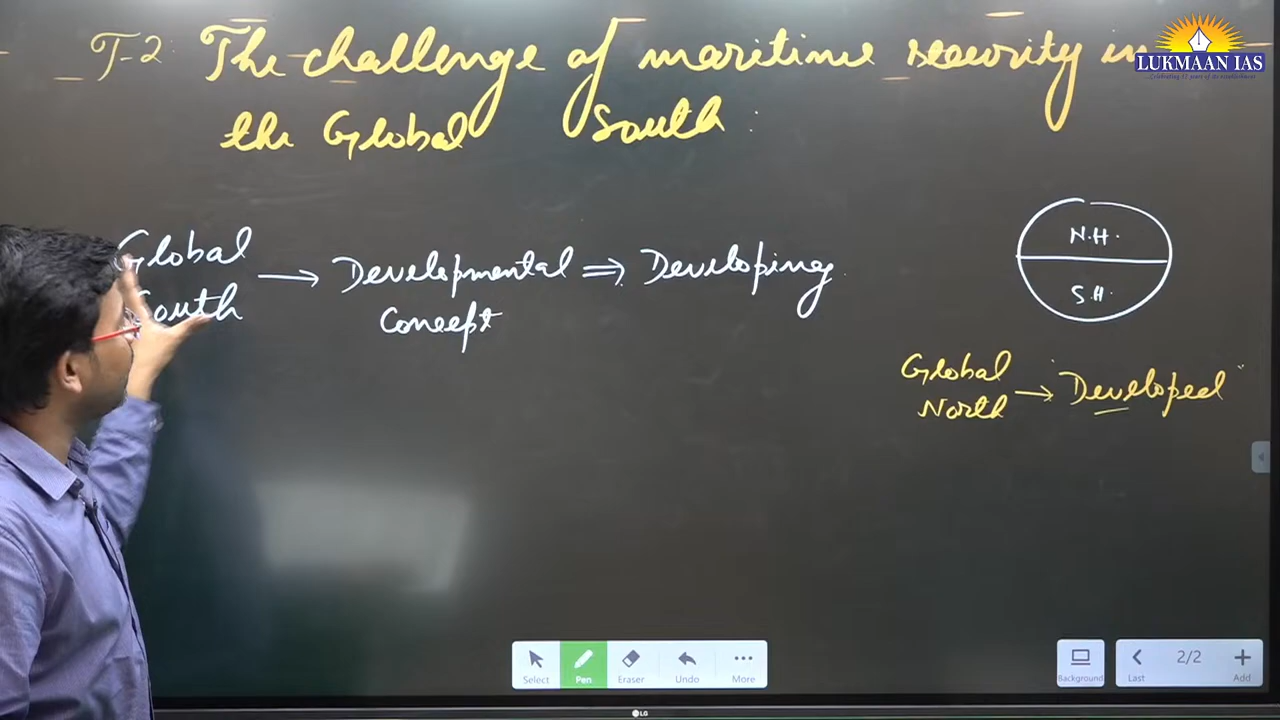 T-2: The challenge of maritime security in
the Global South:
LUKMAAN IAS
Global
South
→ Developmental
Concept
⇒ Developing
N.H.
S.H.
Global
North
→ "Developed"
Select
Pen
Eraser
Undo
More
Background
Last
2/2
Add
LG